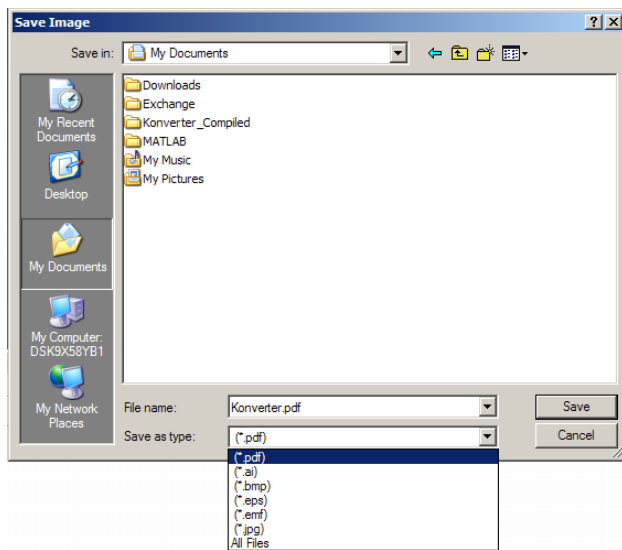 Save Image
Save in:
My Documents
My Recent
Documents
Desktop
My Documents
My Computer:
DSK9X58YB1
My Network
Places
Downloads
Exchange
Konverter_Compiled
MATLAB
My Music
My Pictures
File name:
Konverter.pdf
Save
Save as type:
(*.pdf)
Cancel
(*.pdf)
(*.ai)
(*.bmp)
(*.eps)
(*.emf)
(*.jpg)
All Files